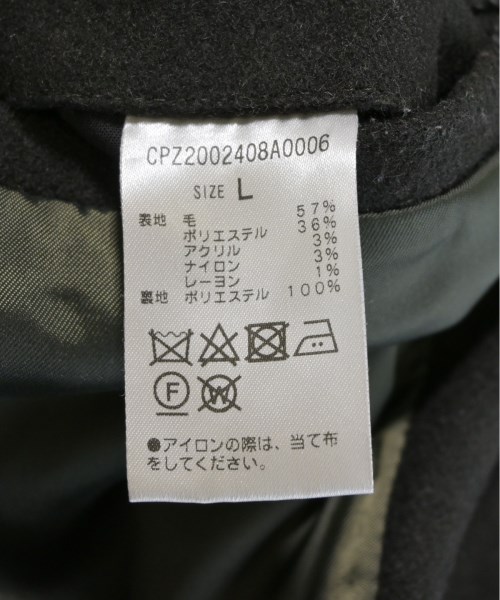 CPZ2002408A0006
SIZE L
表地 毛 57%
ポリエステル 36%
アクリル 3%
ナイロン 3%
レーヨン 1%
裏地 ポリエステル 100%
F W
●アイロンの際は、当て布
をしてください。